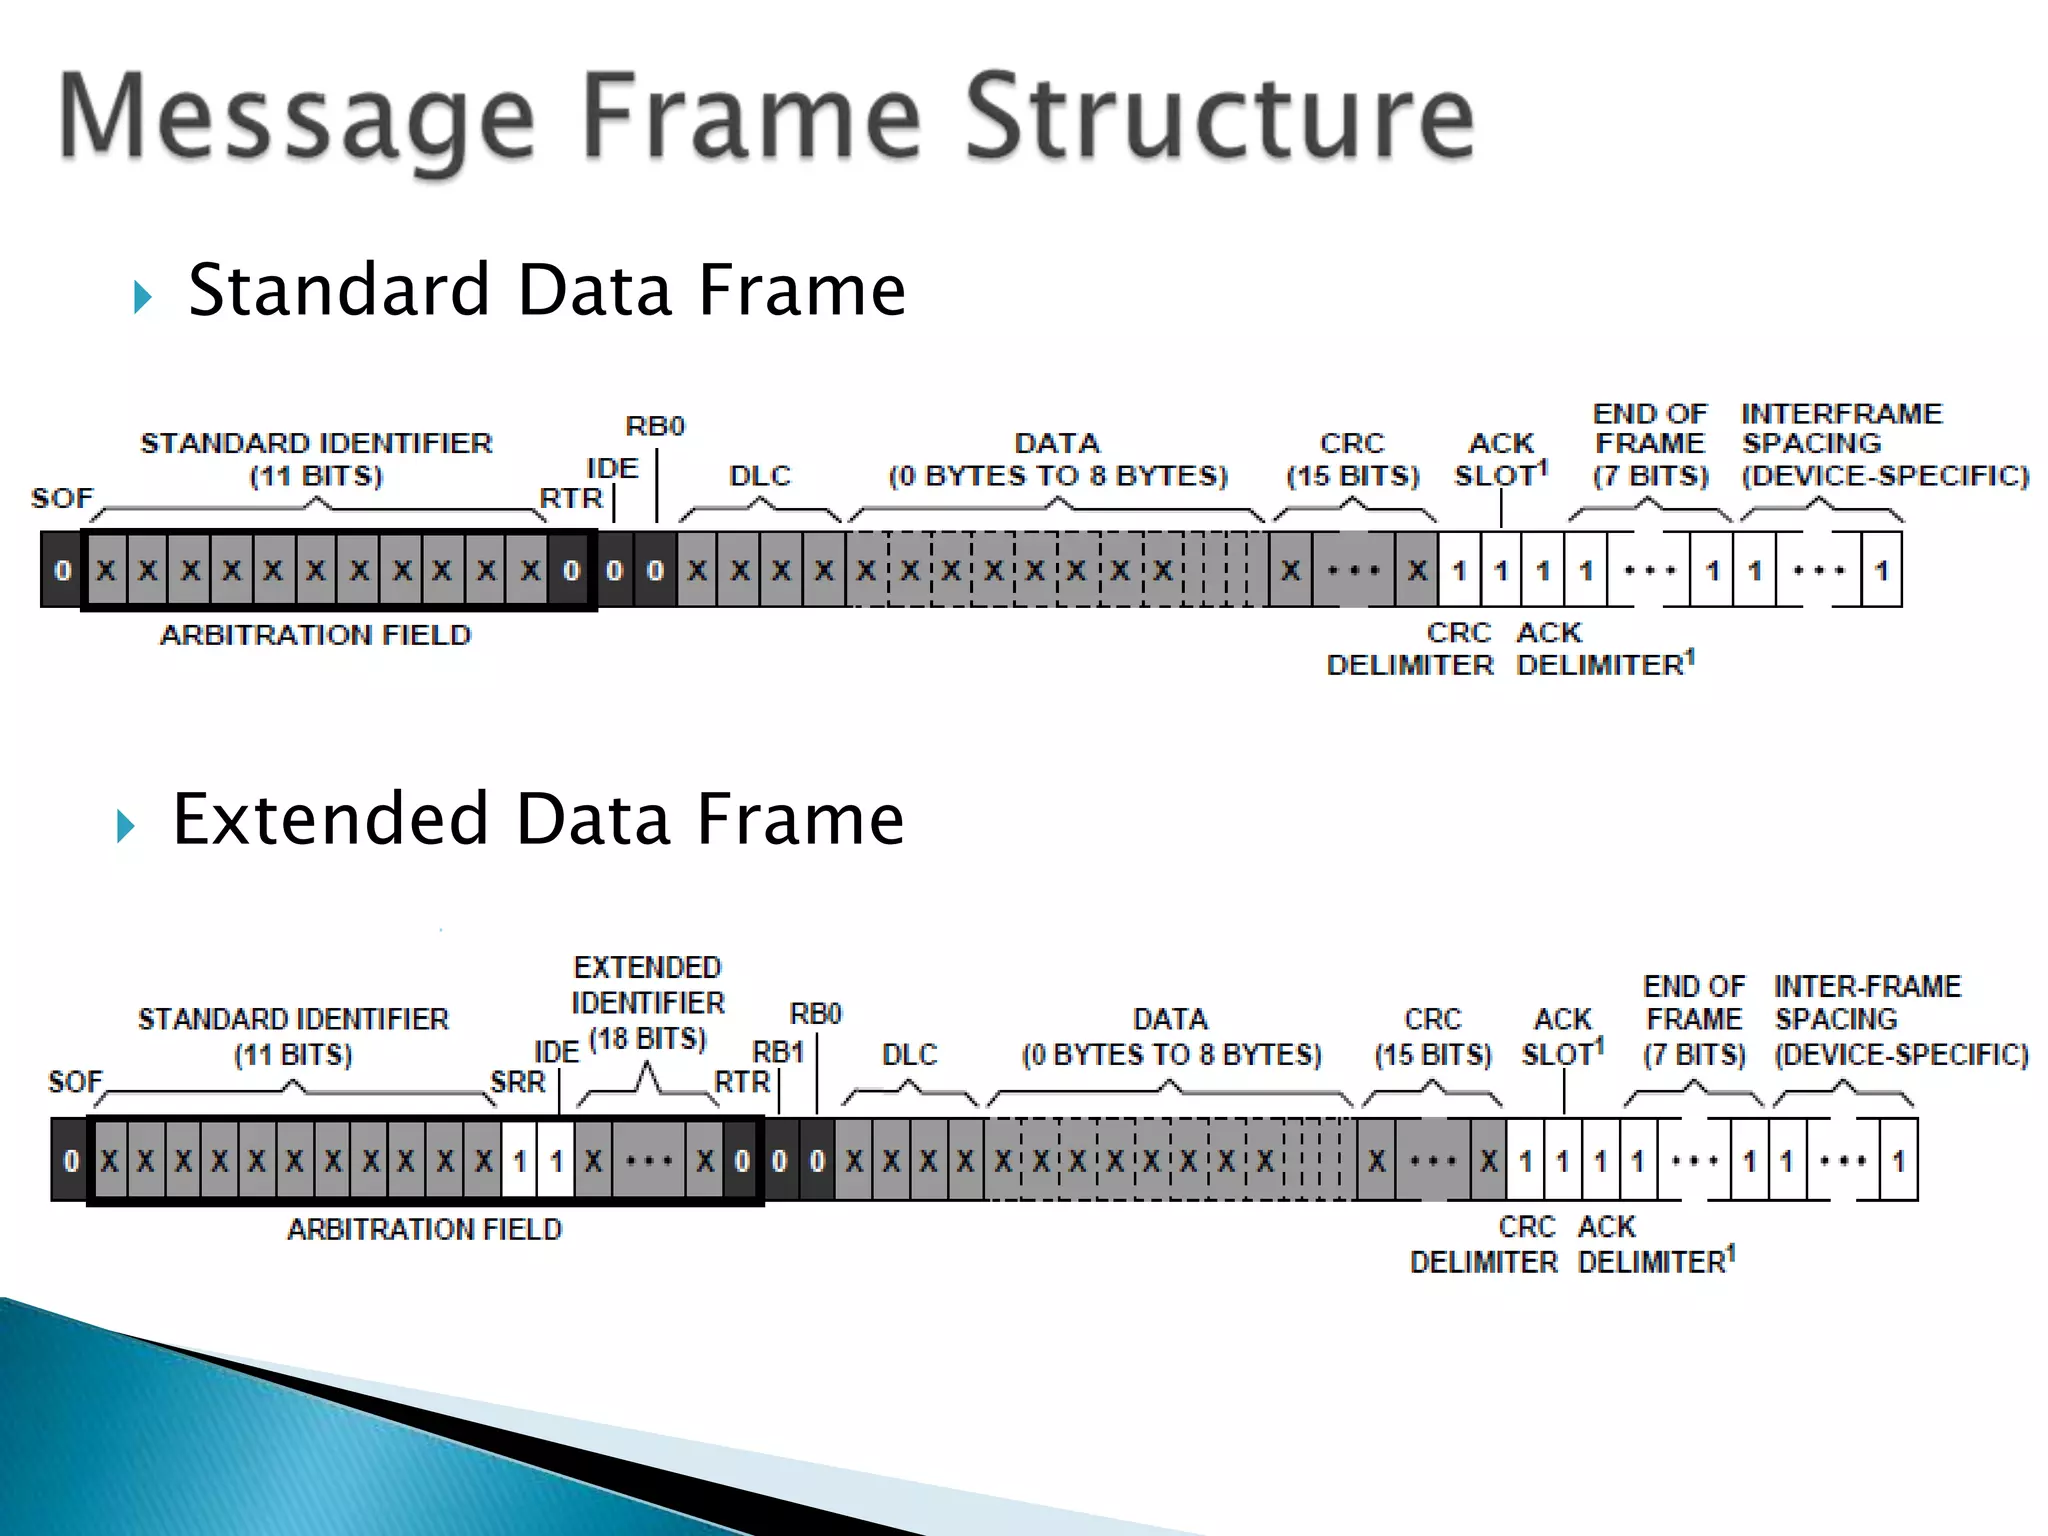 Message Frame Structure
Standard Data Frame
SOF
STANDARD IDENTIFIER
(11 BITS)
RTR
IDE
RB0
DLC
DATA
(0 BYTES TO 8 BYTES)
CRC
(15 BITS)
ACK
SLOT1
END OF
FRAME
(7 BITS)
INTERFRAME
SPACING
(DEVICE-SPECIFIC)
0 X X X X X X X X X X X 0 0 0 X X X X X X X X X X X X X ••• X 1 1 1 1 ••• 1 1 ••• 1
ARBITRATION FIELD
CRC
DELIMITER
ACK
DELIMITER1
Extended Data Frame
SOF
STANDARD IDENTIFIER
(11 BITS)
SRR
IDE
EXTENDED
IDENTIFIER
(18 BITS)
RTR
RB1
RB0
DLC
DATA
(0 BYTES TO 8 BYTES)
CRC
(15 BITS)
ACK
SLOT1
END OF
FRAME
(7 BITS)
INTER-FRAME
SPACING
(DEVICE-SPECIFIC)
0 X X X X X X X X X X X 1 1 X ••• X 0 0 0 X X X X X X X X X X X X X ••• X 1 1 1 1 ••• 1 1 ••• 1
ARBITRATION FIELD
CRC
DELIMITER
ACK
DELIMITER1